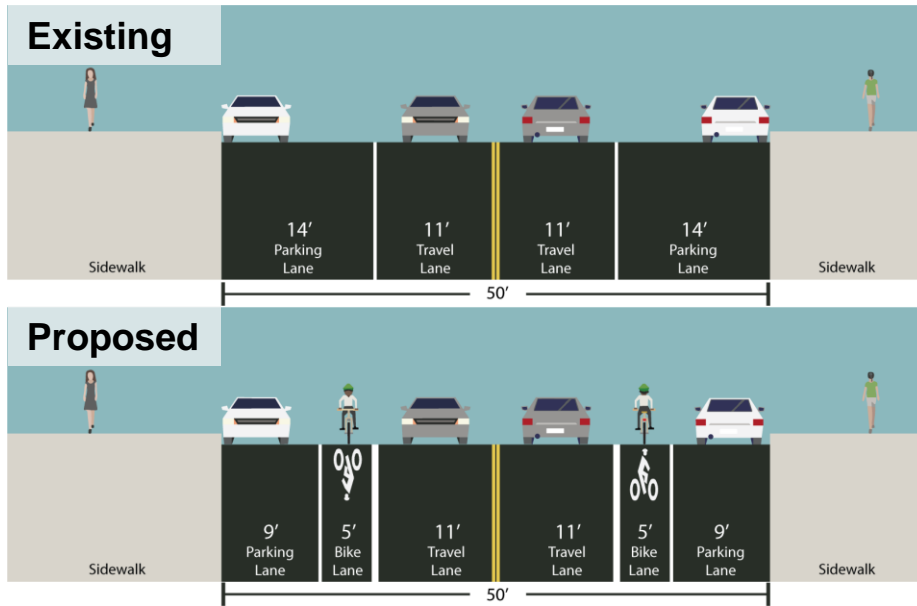 Existing
14′
Parking
Lane
11′
Travel
Lane
11′
Travel
Lane
14′
Parking
Lane
Sidewalk
Sidewalk
50′
Proposed
9′
Parking
Lane
5′
Bike
Lane
11′
Travel
Lane
11′
Travel
Lane
5′
Bike
Lane
9′
Parking
Lane
Sidewalk
Sidewalk
50′